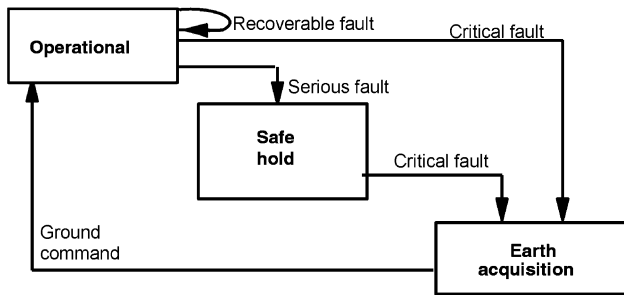 Recoverable fault
Operational
Critical fault
Serious fault
Safe
hold
Critical fault
Ground
command
Earth
acquisition